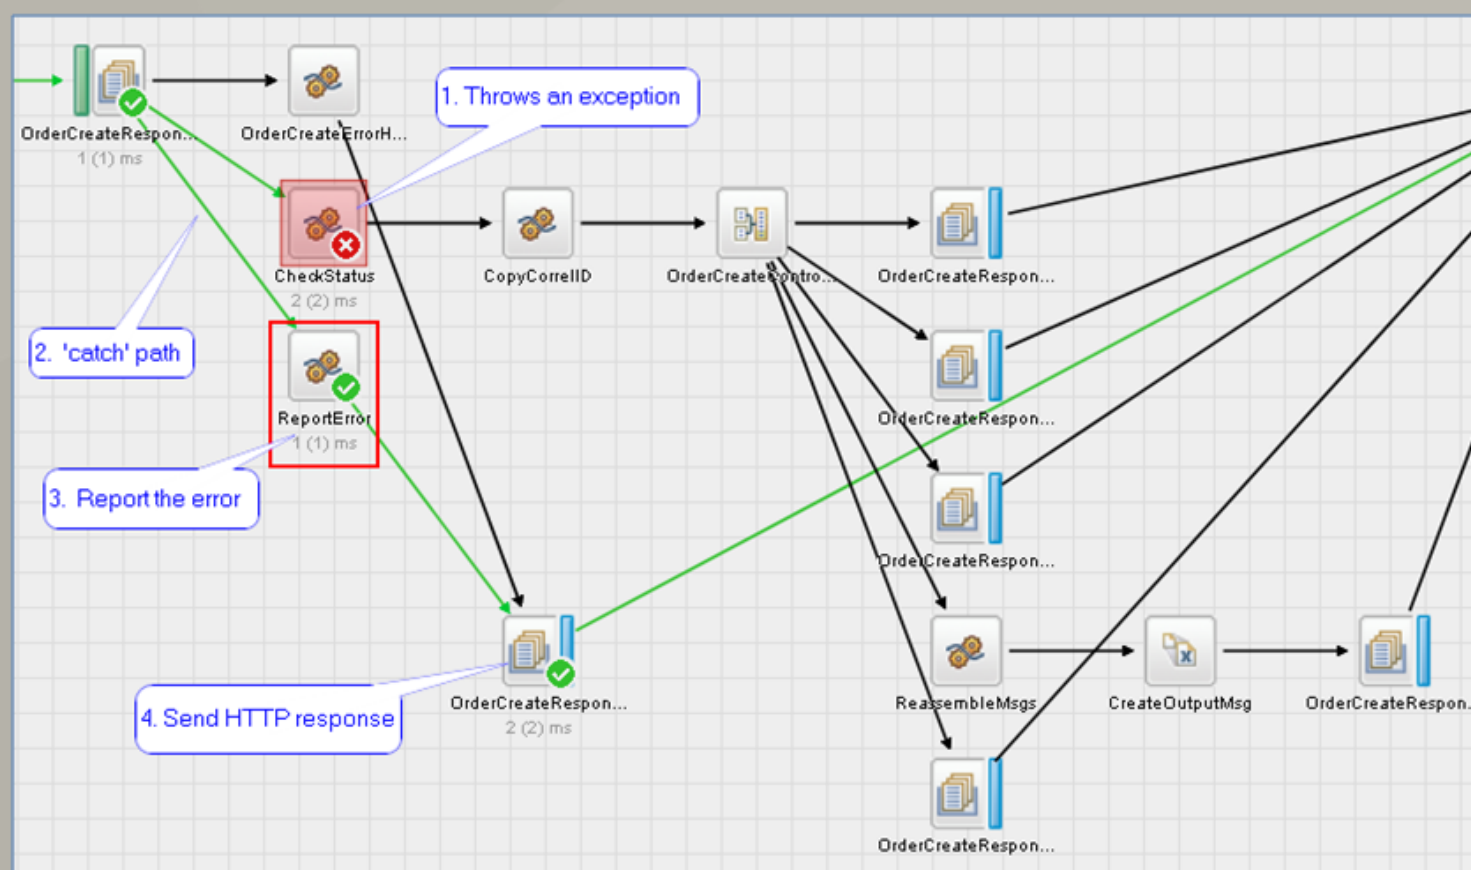 OrderCreateRespon...
1 (1) ms
OrderCreateErrorH...
1. Throws an exception
CheckStatus
2 (2) ms
CopyCorrelID
OrderCreateContro...
OrderCreateRespon...
2. 'catch' path
ReportError
1 (1) ms
OrderCreateRespon...
3. Report the error
OrderCreateRespon...
OrderCreateRespon...
2 (2) ms
4. Send HTTP response
ReassembleMsgs
CreateOutputMsg
OrderCreateRespon.
OrderCreateRespon...